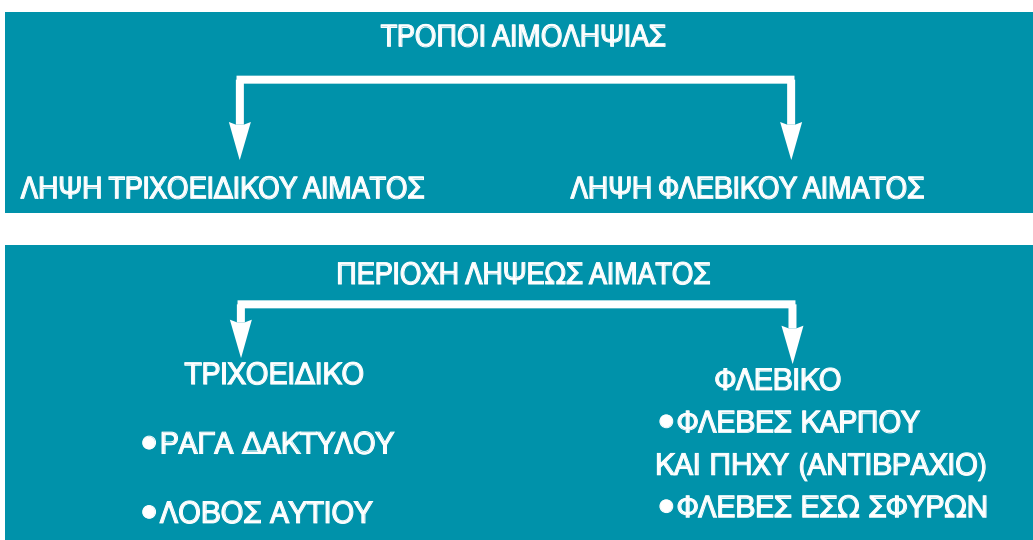 ΤΡΟΠΟΙ ΑΙΜΟΛΗΨΙΑΣ
ΛΗΨΗ ΤΡΙΧΟΕΙΔΙΚΟΥ ΑΙΜΑΤΟΣ
ΛΗΨΗ ΦΛΕΒΙΚΟΥ ΑΙΜΑΤΟΣ
ΠΕΡΙΟΧΗ ΛΗΨΕΩΣ ΑΙΜΑΤΟΣ
ΤΡΙΧΟΕΙΔΙΚΟ
●ΡΑΓΑ ΔΑΚΤΥΛΟΥ
●ΛΟΒΟΣ ΑΥΤΙΟΥ
ΦΛΕΒΙΚΟ
●ΦΛΕΒΕΣ ΚΑΡΠΟΥ
ΚΑΙ ΠΗΧΥ (ΑΝΤΙΒΡΑΧΙΟ)
●ΦΛΕΒΕΣ ΕΣΩ ΣΦΥΡΩΝ